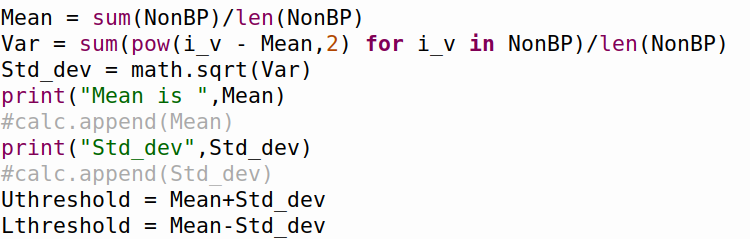 Mean = sum(NonBP)/len(NonBP)
Var = sum(pow(i_v - Mean,2) for i_v in NonBP)/len(NonBP)
Std_dev = math.sqrt(Var)
print("Mean is ",Mean)
#calc.append(Mean)
print("Std_dev",Std_dev)
#calc.append(Std_dev)
Uthreshold = Mean+Std_dev
Lthreshold = Mean-Std_dev